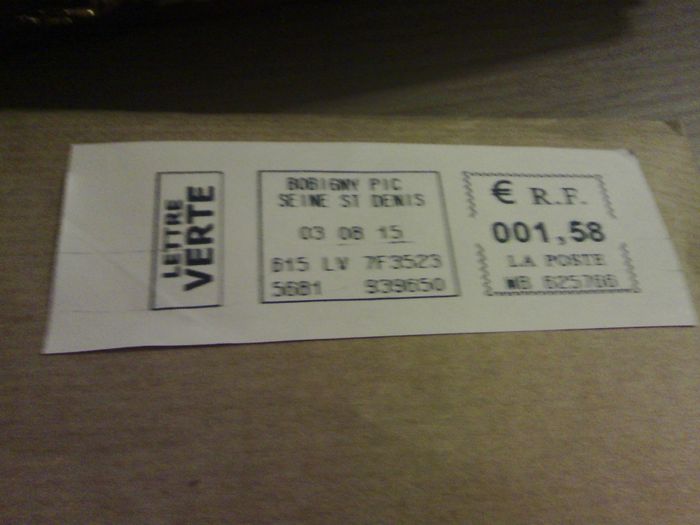 LETTRE
VERTE
BOBIGNY PIC
SEINE ST DENIS
03 08 15
615 LV 7F3523
5681 939650
€ R.F.
001,58
LA POSTE